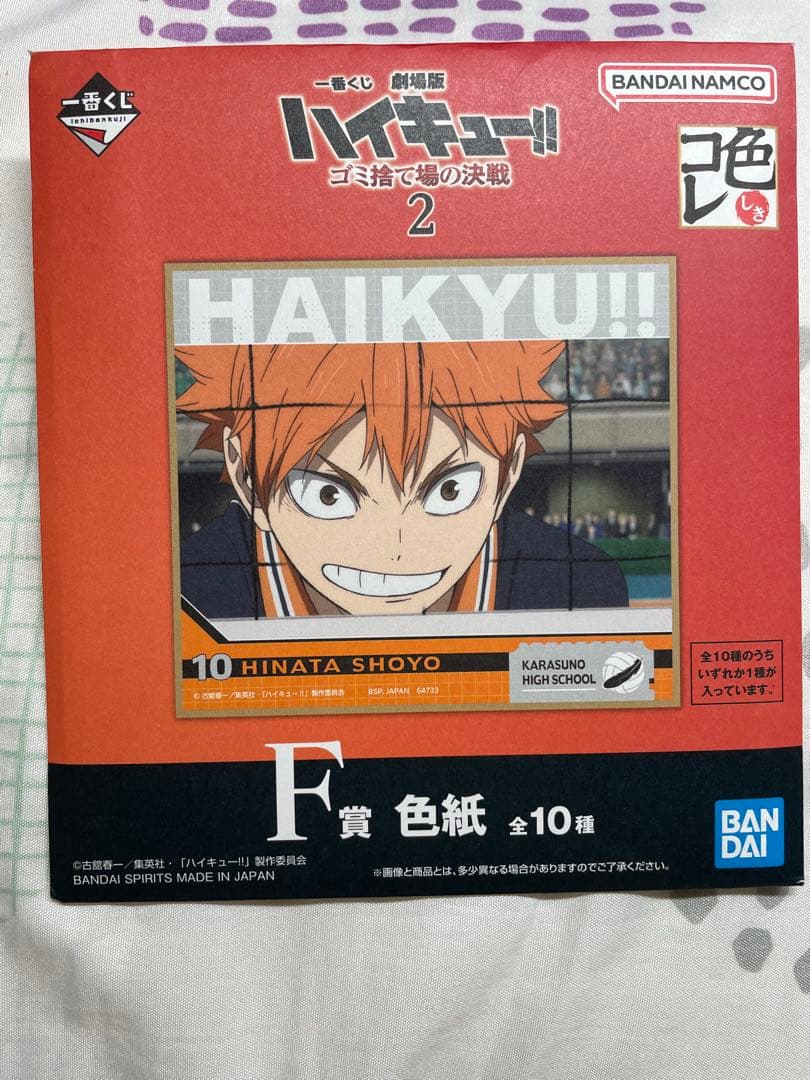 一番くじ
ichibankuji
一番くじ 劇場版
ハイキュー!!
ゴミ捨て場の決戦
2
BANDAI NAMCO
色
コレ
しき
HAIKYU!!
10 HINATA SHOYO
KARASUNO
HIGH SCHOOL
©古舘春一/集英社・「ハイキュー!!」製作委員会 BSP, JAPAN 64733
全10種のうち
いずれか1種が
入っています。
F賞 色紙 全10種
BAN
DAI
©古舘春一/集英社・「ハイキュー!!」製作委員会
BANDAI SPIRITS MADE IN JAPAN
※画像と商品とは、多少異なる場合がありますのでご了承ください。